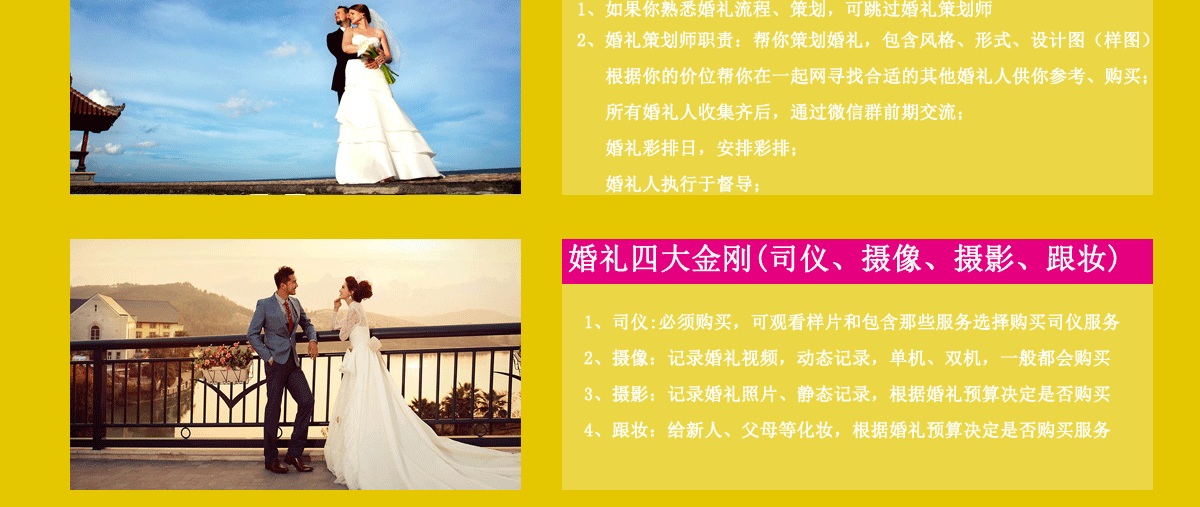 1、如果你熟悉婚礼流程、策划，可跳过婚礼策划师
2、婚礼策划师职责：帮你策划婚礼，包含风格、形式、设计图（样图）
根据你的价位帮你在一起网寻找合适的其他婚礼人供你参考、购买；
所有婚礼人收集齐后，通过微信群前期交流；
婚礼彩排日，安排彩排；
婚礼人执行于督导；
婚礼四大金刚(司仪、摄像、摄影、跟妆)
1、司仪:必须购买，可观看样片和包含那些服务选择购买司仪服务
2、摄像：记录婚礼视频，动态记录，单机、双机，一般都会购买
3、摄影：记录婚礼照片、静态记录，根据婚礼预算决定是否购买
4、跟妆：给新人、父母等化妆，根据婚礼预算决定是否购买服务